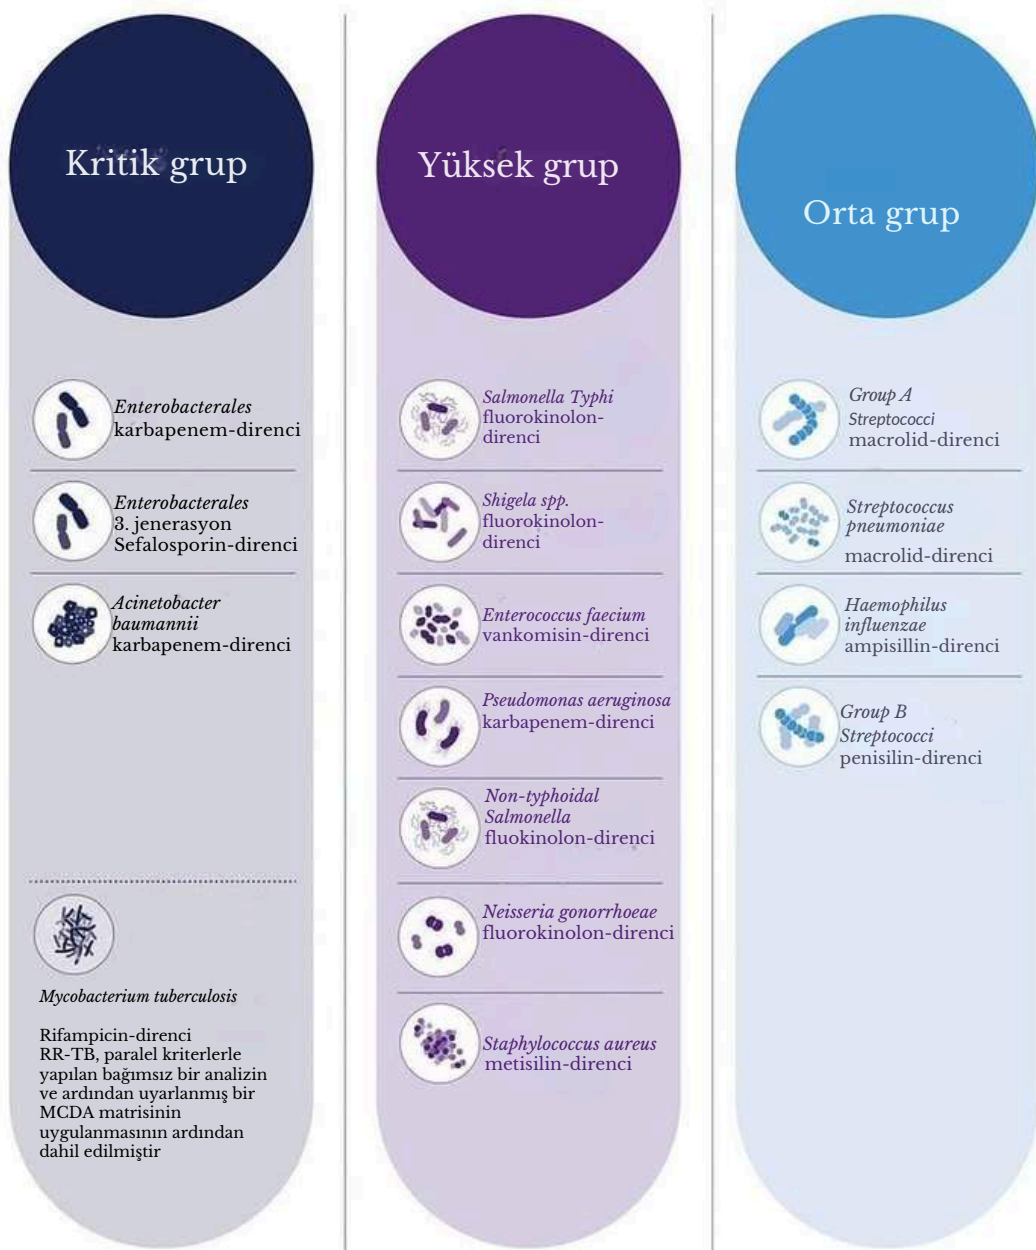 Kritik grup
Enterobacterales
karbapenem-direnci
Enterobacterales
3. jenerasyon
Sefalosporin-direnci
Acinetobacter
baumannii
karbapenem-direnci
Mycobacterium tuberculosis
Rifampicin-direnci
RR-TB, paralel kriterlerle
yapılan bağımsız bir analizin
ve ardından uyarlanmış bir
MCDA matrisinin
uygulanmasının ardından
dahil edilmiştir
Yüksek grup
Salmonella Typhi
fluorokinolon-
direnci
Shigela spp.
fluorokinolon-
direnci
Enterococcus faecium
vankomisin-direnci
Pseudomonas aeruginosa
karbapenem-direnci
Non-typhoidal
Salmonella
fluokinolon-direnci
Neisseria gonorrhoeae
fluorokinolon-direnci
Staphylococcus aureus
metisilin-direnci
Orta grup
Group A
Streptococci
macrolid-direnci
Streptococcus
pneumoniae
macrolid-direnci
Haemophilus
influenzae
ampisillin-direnci
Group B
Streptococci
penisilin-direnci